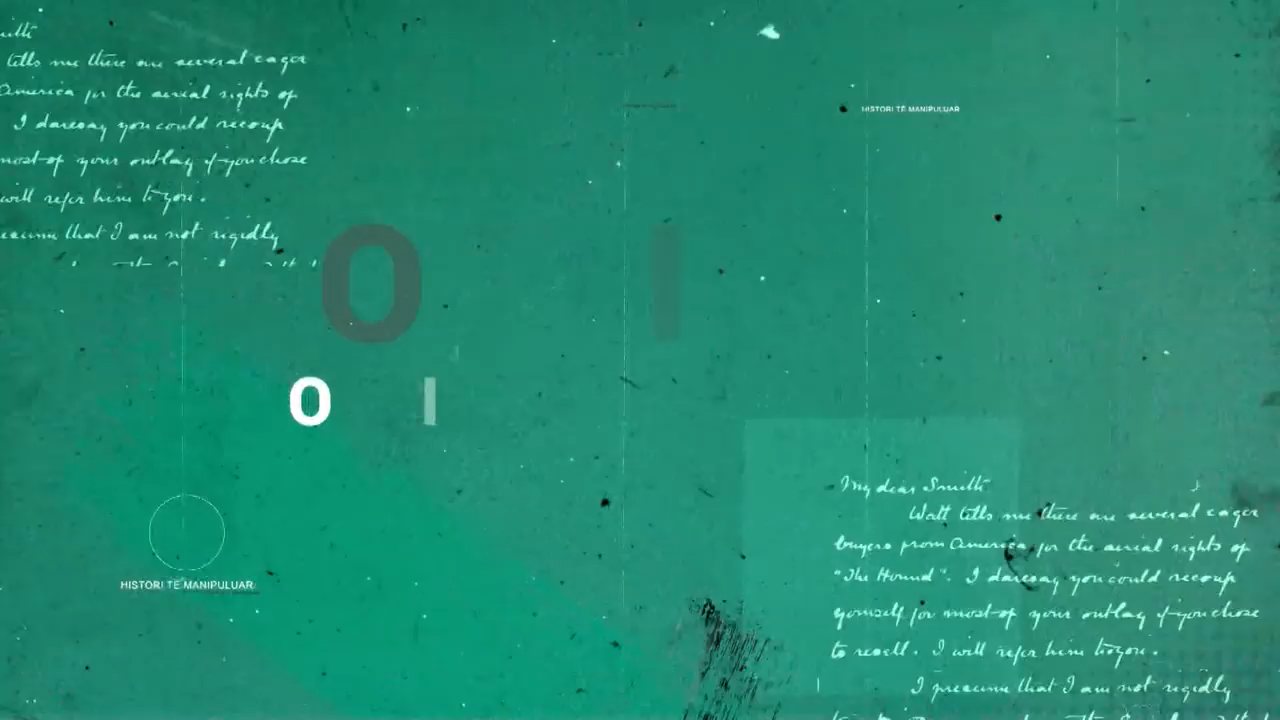 tells me there are several eager
America for the aerial rights of
I daresay you could recoup
most of your outlay if you chose
will refer him to you.
that I am not rigidly
HISTORI TË MANIPULUAR
O I
O I
HISTORI TË MANIPULUAR
My dear Smith
Watt tells me there are several eager
buyers from America for the aerial rights of
"The Hound". I daresay you could recoup
yourself for most of your outlay if you chose
to resell. I will refer him to you.
I presume that I am not rigidly